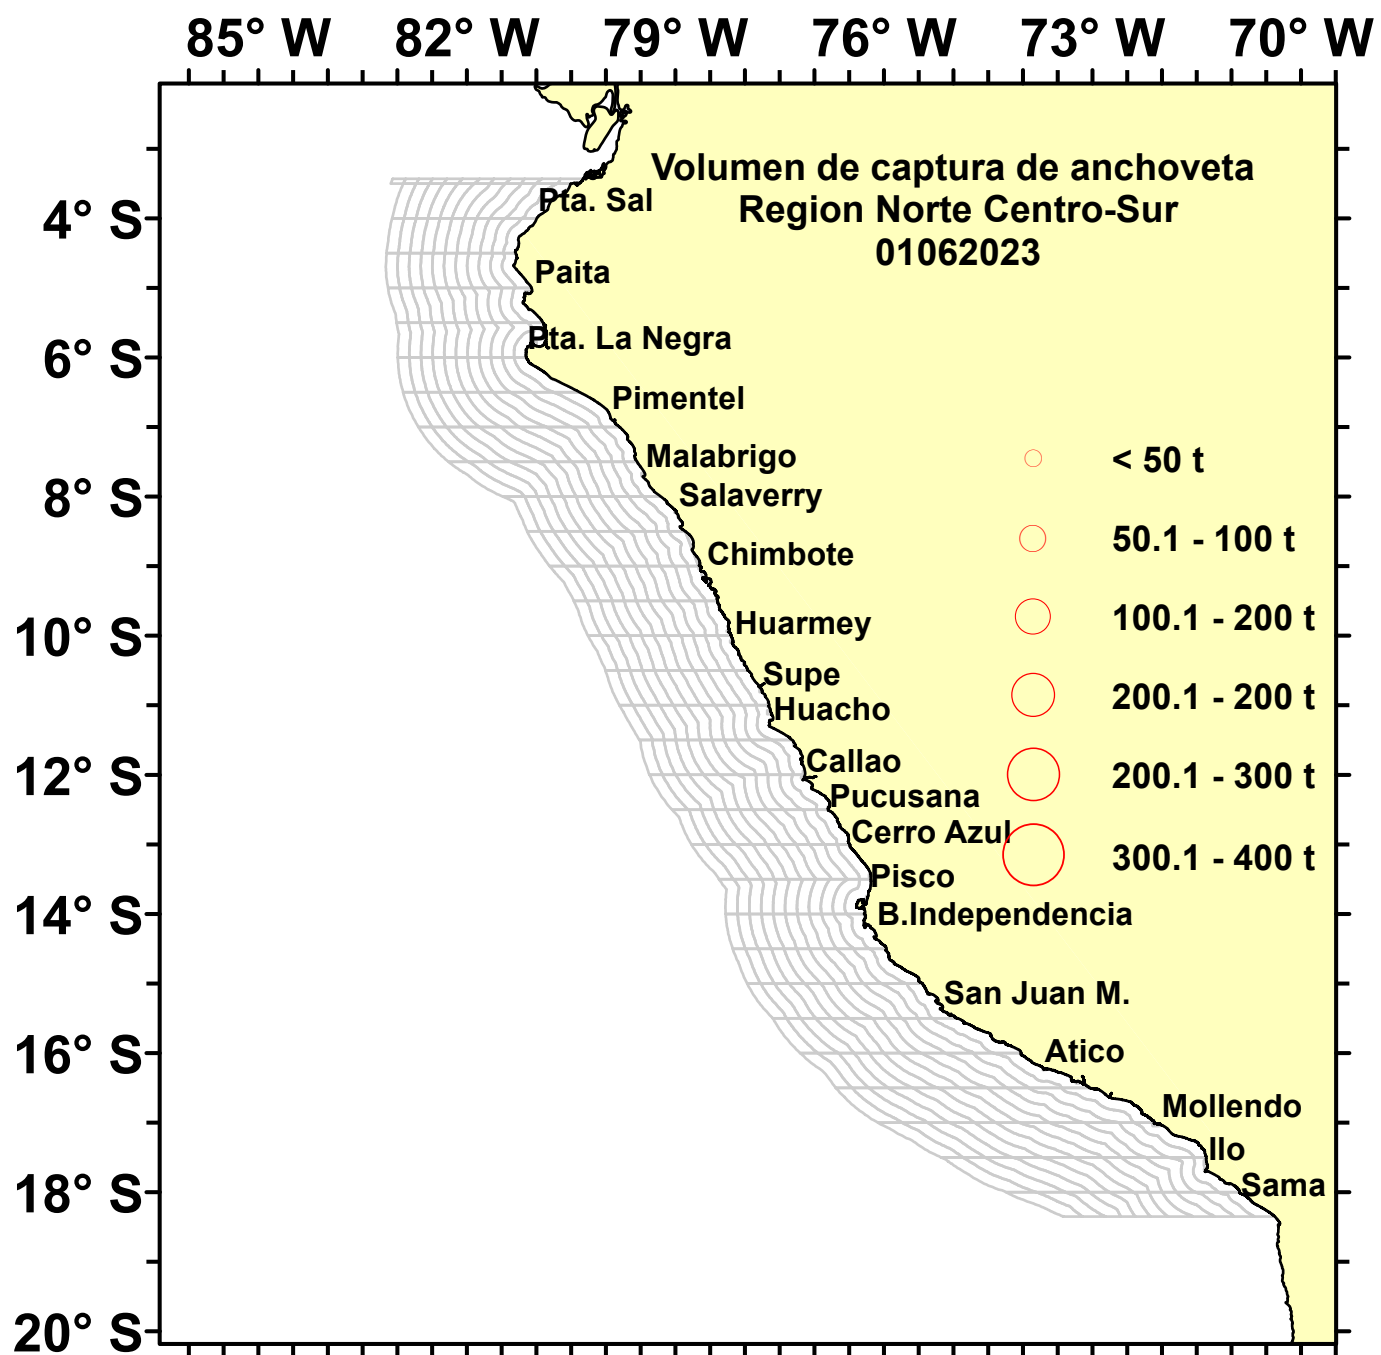 85° W 82° W 79° W 76° W 73° W 70° W
Volumen de captura de anchoveta
Region Norte Centro-Sur
01062023
4° S
6° S
8° S
10° S
12° S
14° S
16° S
18° S
20° S
Pta. Sal
Paita
Pta. La Negra
Pimentel
Malabrigo
Salaverry
Chimbote
Huarmey
Supe
Huacho
Callao
Pucusana
Cerro Azul
Pisco
B.Independencia
San Juan M.
Atico
Mollendo
Ilo
Sama
< 50 t
50.1 - 100 t
100.1 - 200 t
200.1 - 200 t
200.1 - 300 t
300.1 - 400 t